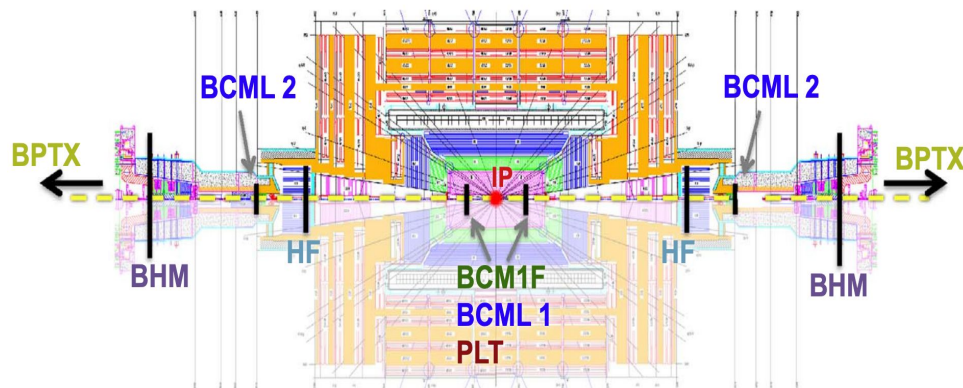 BCML 2
BCML 2
BPTX
BPTX
IP
HF
HF
BHM
BHM
BCM1F
BCML 1
PLT